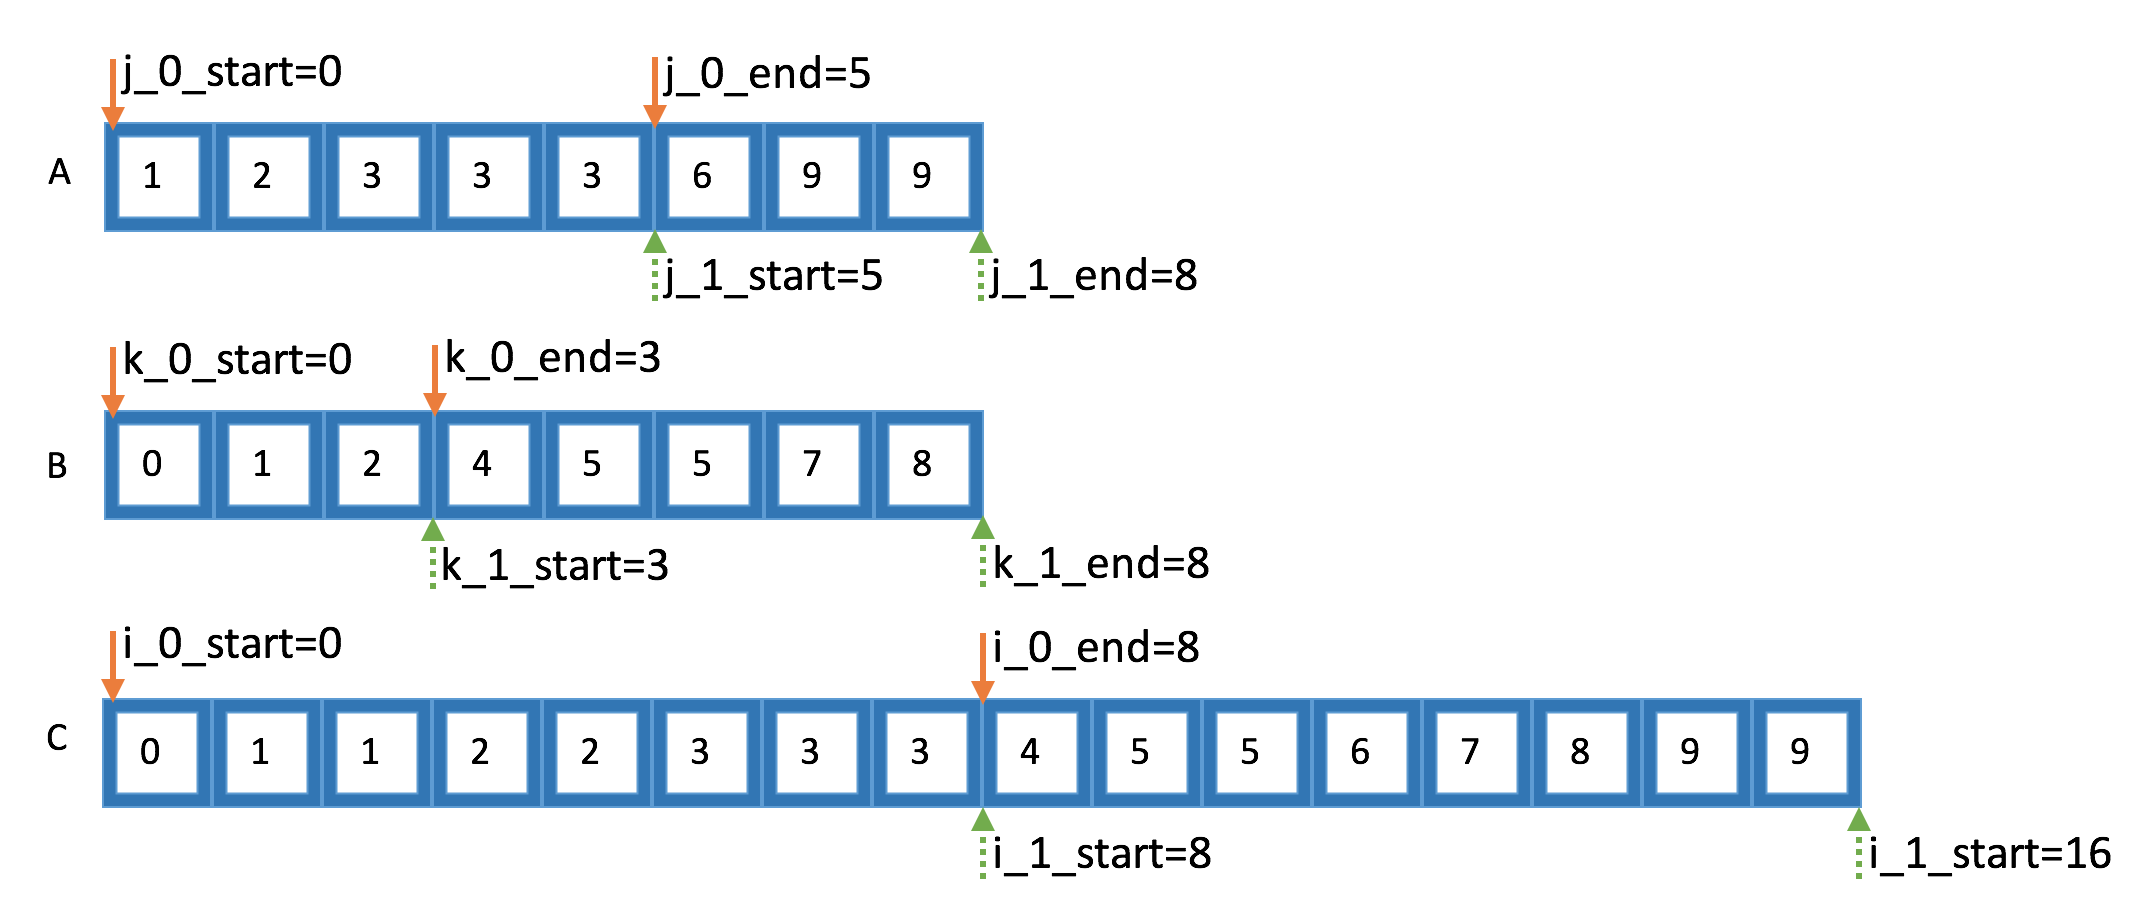 j_0_start=0 j_0_end=5
A 1 2 3 3 3 6 9 9
j_1_start=5 j_1_end=8
k_0_start=0 k_0_end=3
B 0 1 2 4 5 5 7 8
k_1_start=3 k_1_end=8
i_0_start=0 i_0_end=8
C 0 1 1 2 2 3 3 3 4 5 5 6 7 8 9 9
i_1_start=8 i_1_start=16